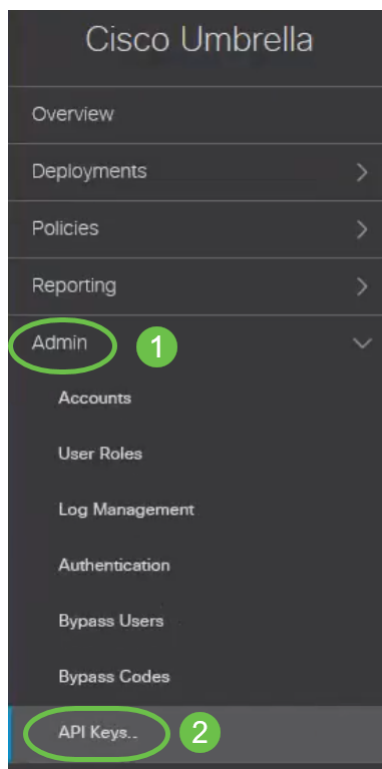 Cisco Umbrella
Overview
Deployments
Policies
Reporting
Admin 1
Accounts
User Roles
Log Management
Authentication
Bypass Users
Bypass Codes
API Keys.. 2